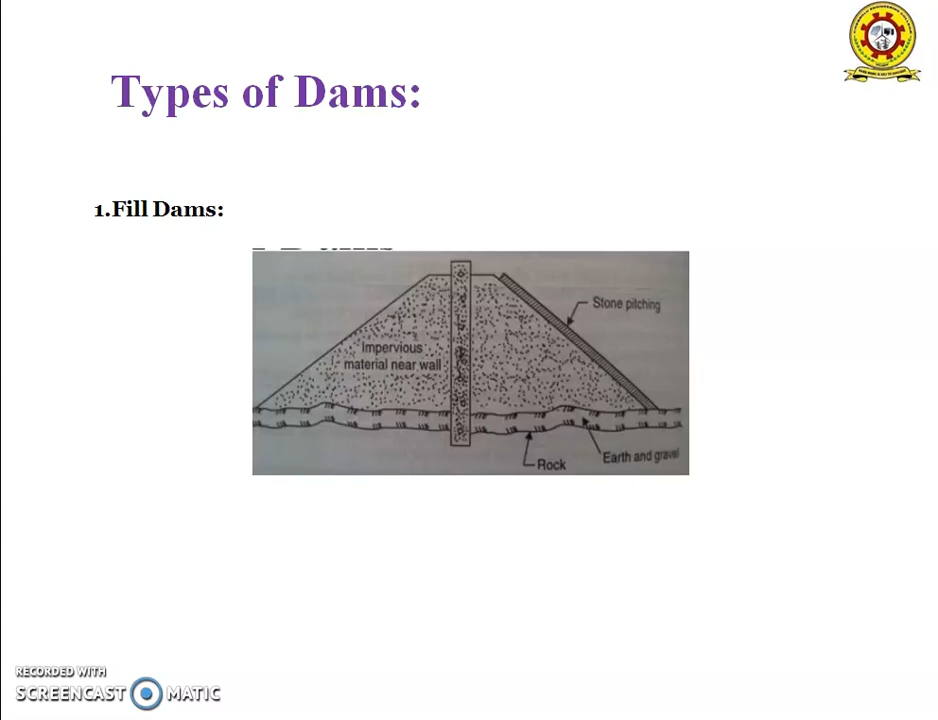 Types of Dams:
1.Fill Dams:
Stone pitching
Impervious
material near wall
Earth and gravel
Rock
RECORDED WITH
SCREENCAST MATIC